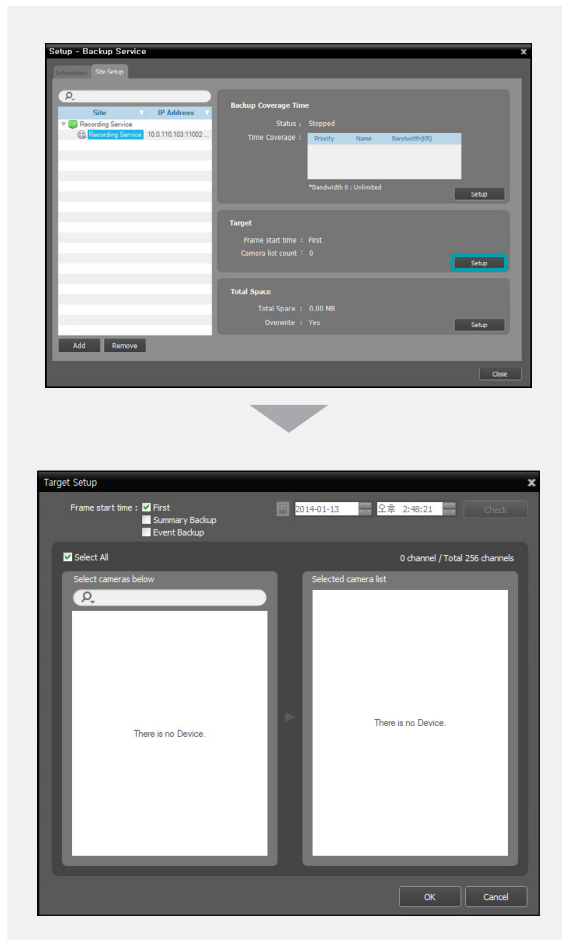 Setup - Backup Service x
Information Site Setup
Site IP Address
Recording Service
Recording Service 10.0.110.103:11002 ...
Add Remove
Backup Coverage Time
Status : Stopped
Time Coverage : Priority Name Bandwidth(KB)
*Bandwidth 0 : Unlimited
Setup
Target
Frame start time : First
Camera list count : 0
Setup
Total Space
Total Space : 0.00 MB
Overwrite : Yes
Setup
Close
Target Setup x
Frame start time : First 2014-01-13 오후 2:48:21 Check
Summary Backup
Event Backup
Select All 0 channel / Total 256 channels
Select cameras below
There is no Device.
Selected camera list
There is no Device.
OK Cancel